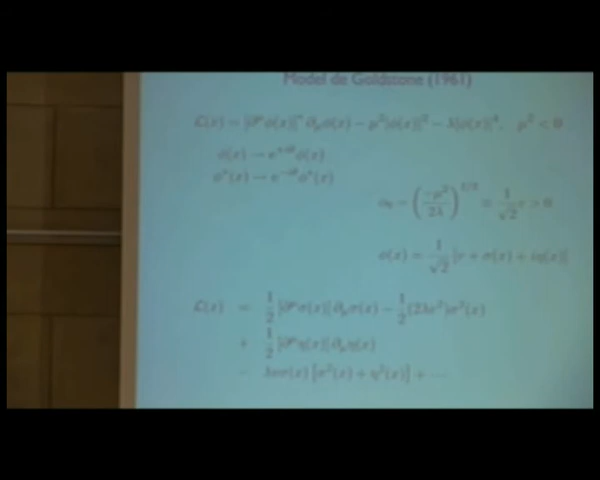 Model de Goldstone (1961)
ℒ(x) = [∂^μ φ(x)]* ∂_μ φ(x) − μ²|φ(x)|² − λ|φ(x)|⁴, μ² < 0
φ(x) → e^{+iθ} φ(x)
φ*(x) → e^{−iθ} φ*(x)
φ₀ = (−μ²/2λ)^{1/2} ≡ 1/√2 v > 0
φ(x) = 1/√2 [v + σ(x) + iη(x)]
ℒ(x) = 1/2 [∂^μ σ(x)] ∂_μ σ(x) − 1/2 (2λv²)σ²(x)
+ 1/2 [∂^μ η(x)] ∂_μ η(x)
− λvσ(x) [σ²(x) + η²(x)] + ⋯